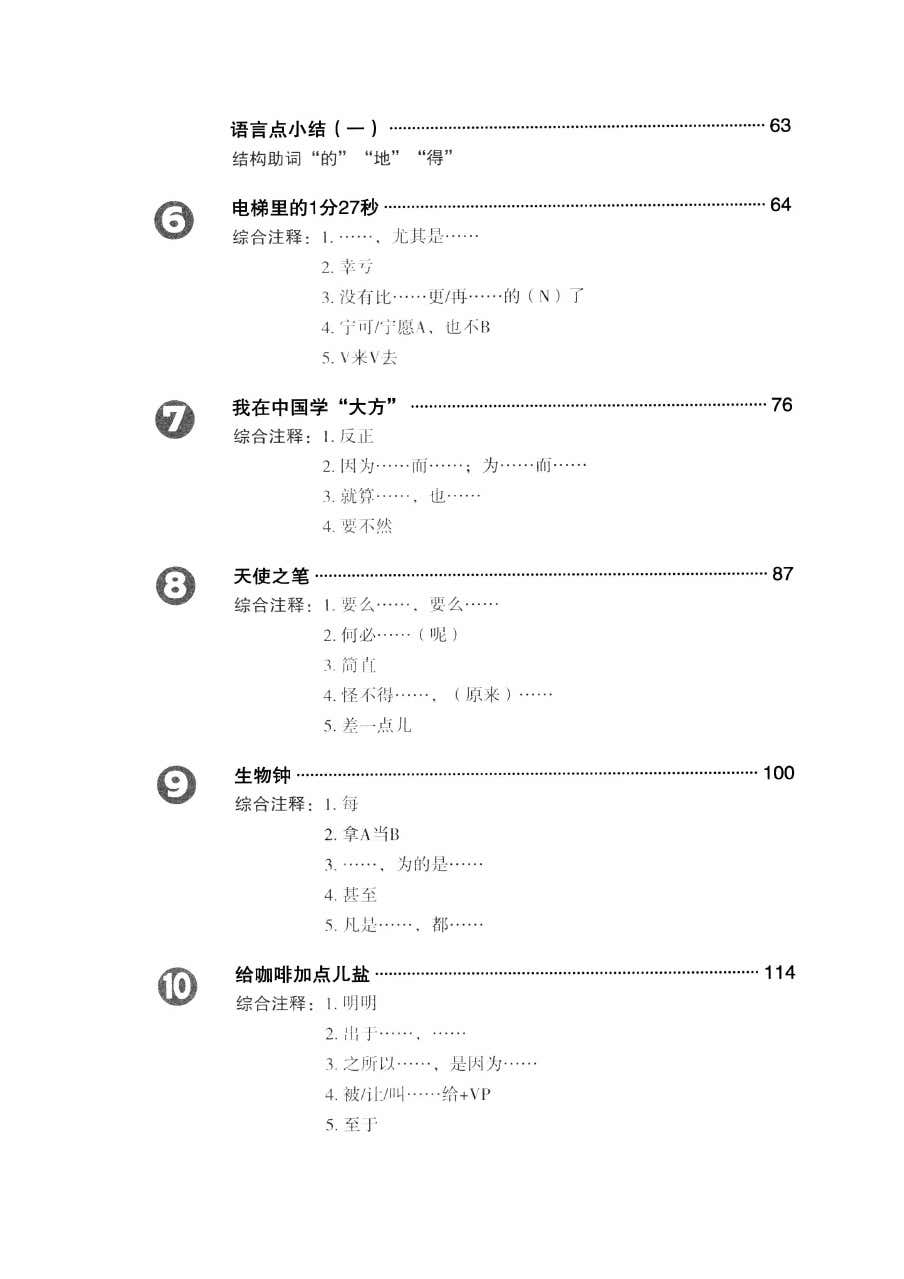 语言点小结（一） ………………………………………………………… 63
结构助词“的”“地”“得”
6 电梯里的1分27秒 ………………………………………………………… 64
综合注释：1. ……，尤其是……
2. 幸亏
3. 没有比……更/再……的（N）了
4. 宁可/宁愿A，也不B
5. V来V去
7 我在中国学“大方” ………………………………………………………… 76
综合注释：1. 反正
2. 因为……而……；为……而……
3. 就算……，也……
4. 要不然
8 天使之笔 ………………………………………………………… 87
综合注释：1. 要么……，要么……
2. 何必……（呢）
3. 简直
4. 怪不得……，（原来）……
5. 差一点儿
9 生物钟 ………………………………………………………… 100
综合注释：1. 每
2. 拿A当B
3. ……，为的是……
4. 甚至
5. 凡是……，都……
10 给咖啡加点儿盐 ………………………………………………………… 114
综合注释：1. 明明
2. 出于……，……
3. 之所以……，是因为……
4. 被/让/叫……给+VP
5. 至于